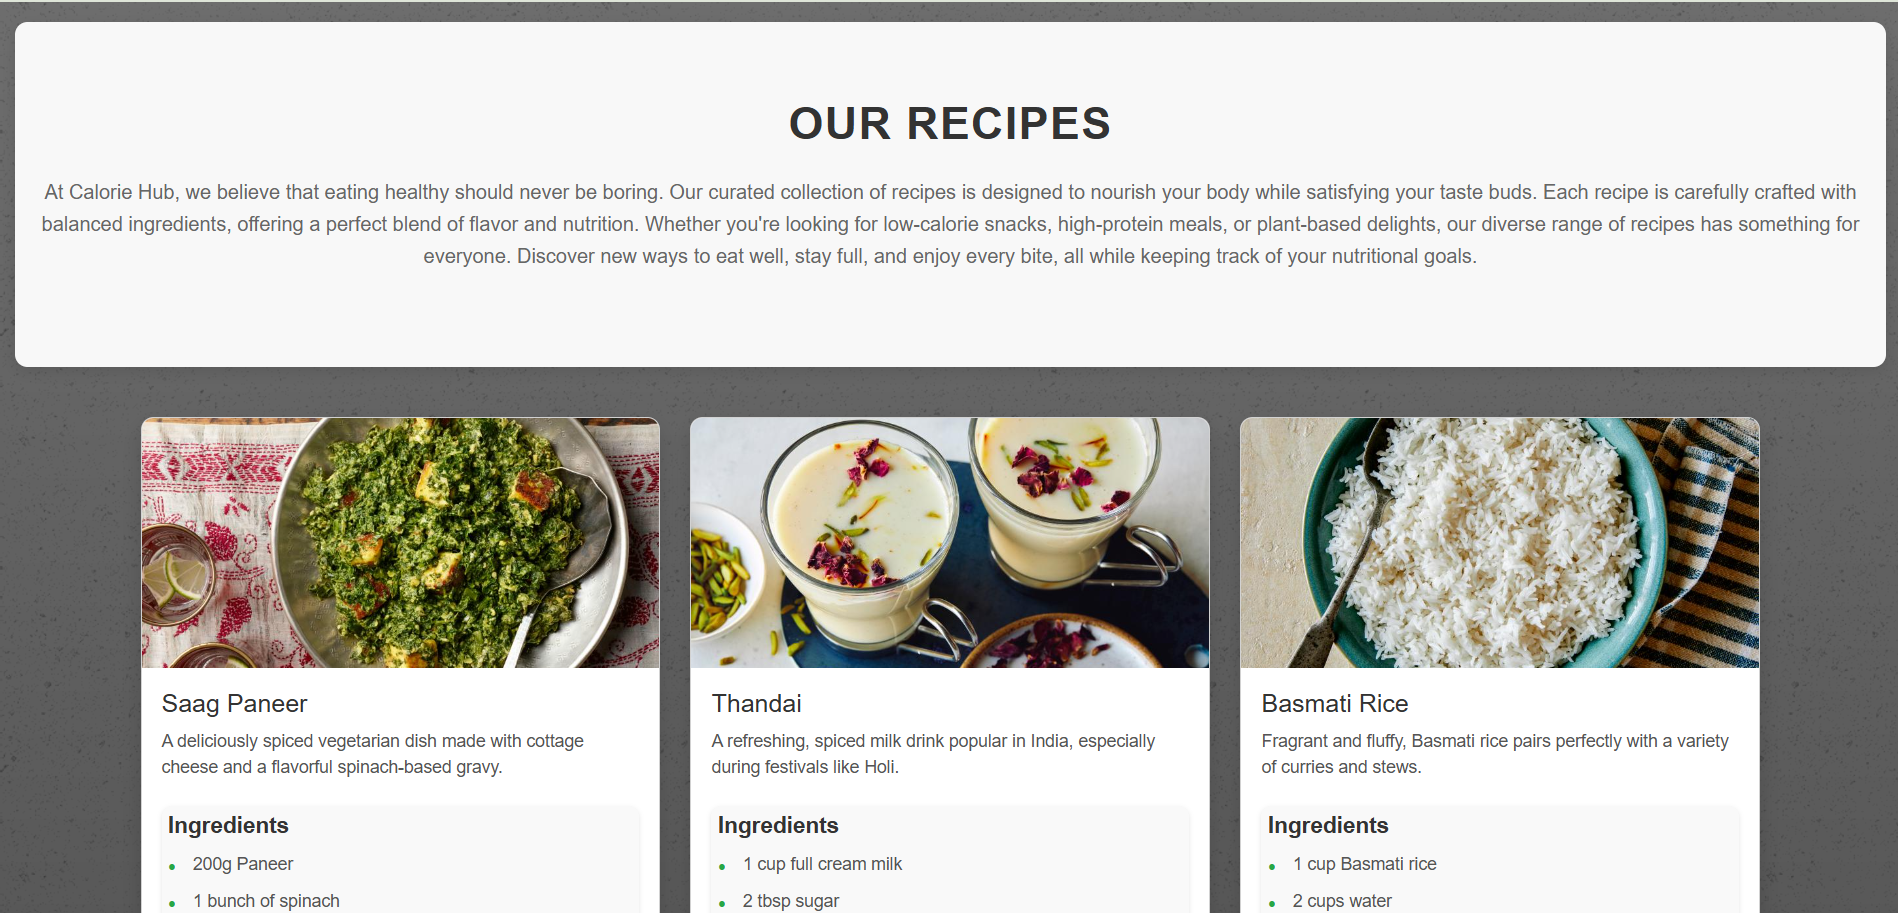 OUR RECIPES
At Calorie Hub, we believe that eating healthy should never be boring. Our curated collection of recipes is designed to nourish your body while satisfying your taste buds. Each recipe is carefully crafted with
balanced ingredients, offering a perfect blend of flavor and nutrition. Whether you're looking for low-calorie snacks, high-protein meals, or plant-based delights, our diverse range of recipes has something for
everyone. Discover new ways to eat well, stay full, and enjoy every bite, all while keeping track of your nutritional goals.
Saag Paneer
A deliciously spiced vegetarian dish made with cottage
cheese and a flavorful spinach-based gravy.
Ingredients
200g Paneer
1 bunch of spinach
Thandai
A refreshing, spiced milk drink popular in India, especially
during festivals like Holi.
Ingredients
1 cup full cream milk
2 tbsp sugar
Basmati Rice
Fragrant and fluffy, Basmati rice pairs perfectly with a variety
of curries and stews.
Ingredients
1 cup Basmati rice
2 cups water